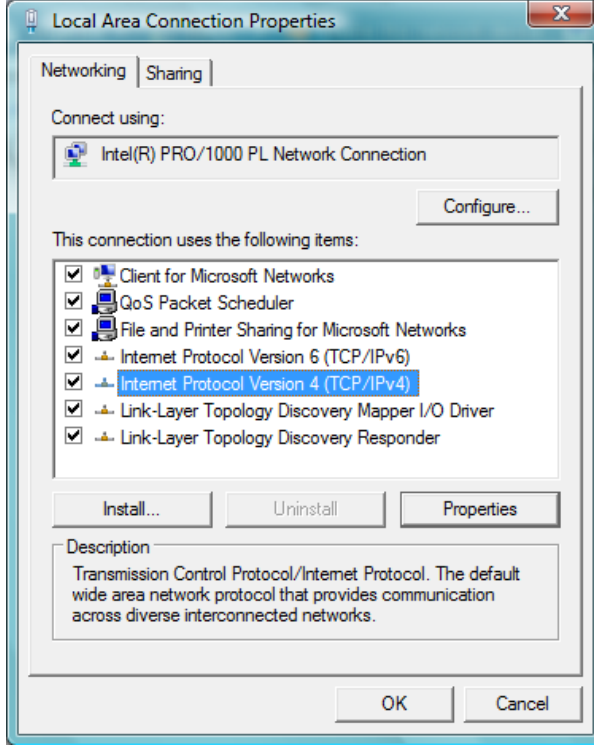 Local Area Connection Properties
Networking
Sharing
Connect using:
Intel(R) PRO/1000 PL Network Connection
Configure...
This connection uses the following items:
Client for Microsoft Networks
QoS Packet Scheduler
File and Printer Sharing for Microsoft Networks
Internet Protocol Version 6 (TCP/IPv6)
Internet Protocol Version 4 (TCP/IPv4)
Link-Layer Topology Discovery Mapper I/O Driver
Link-Layer Topology Discovery Responder
Install...
Uninstall
Properties
Description
Transmission Control Protocol/Internet Protocol. The default
wide area network protocol that provides communication
across diverse interconnected networks.
OK
Cancel